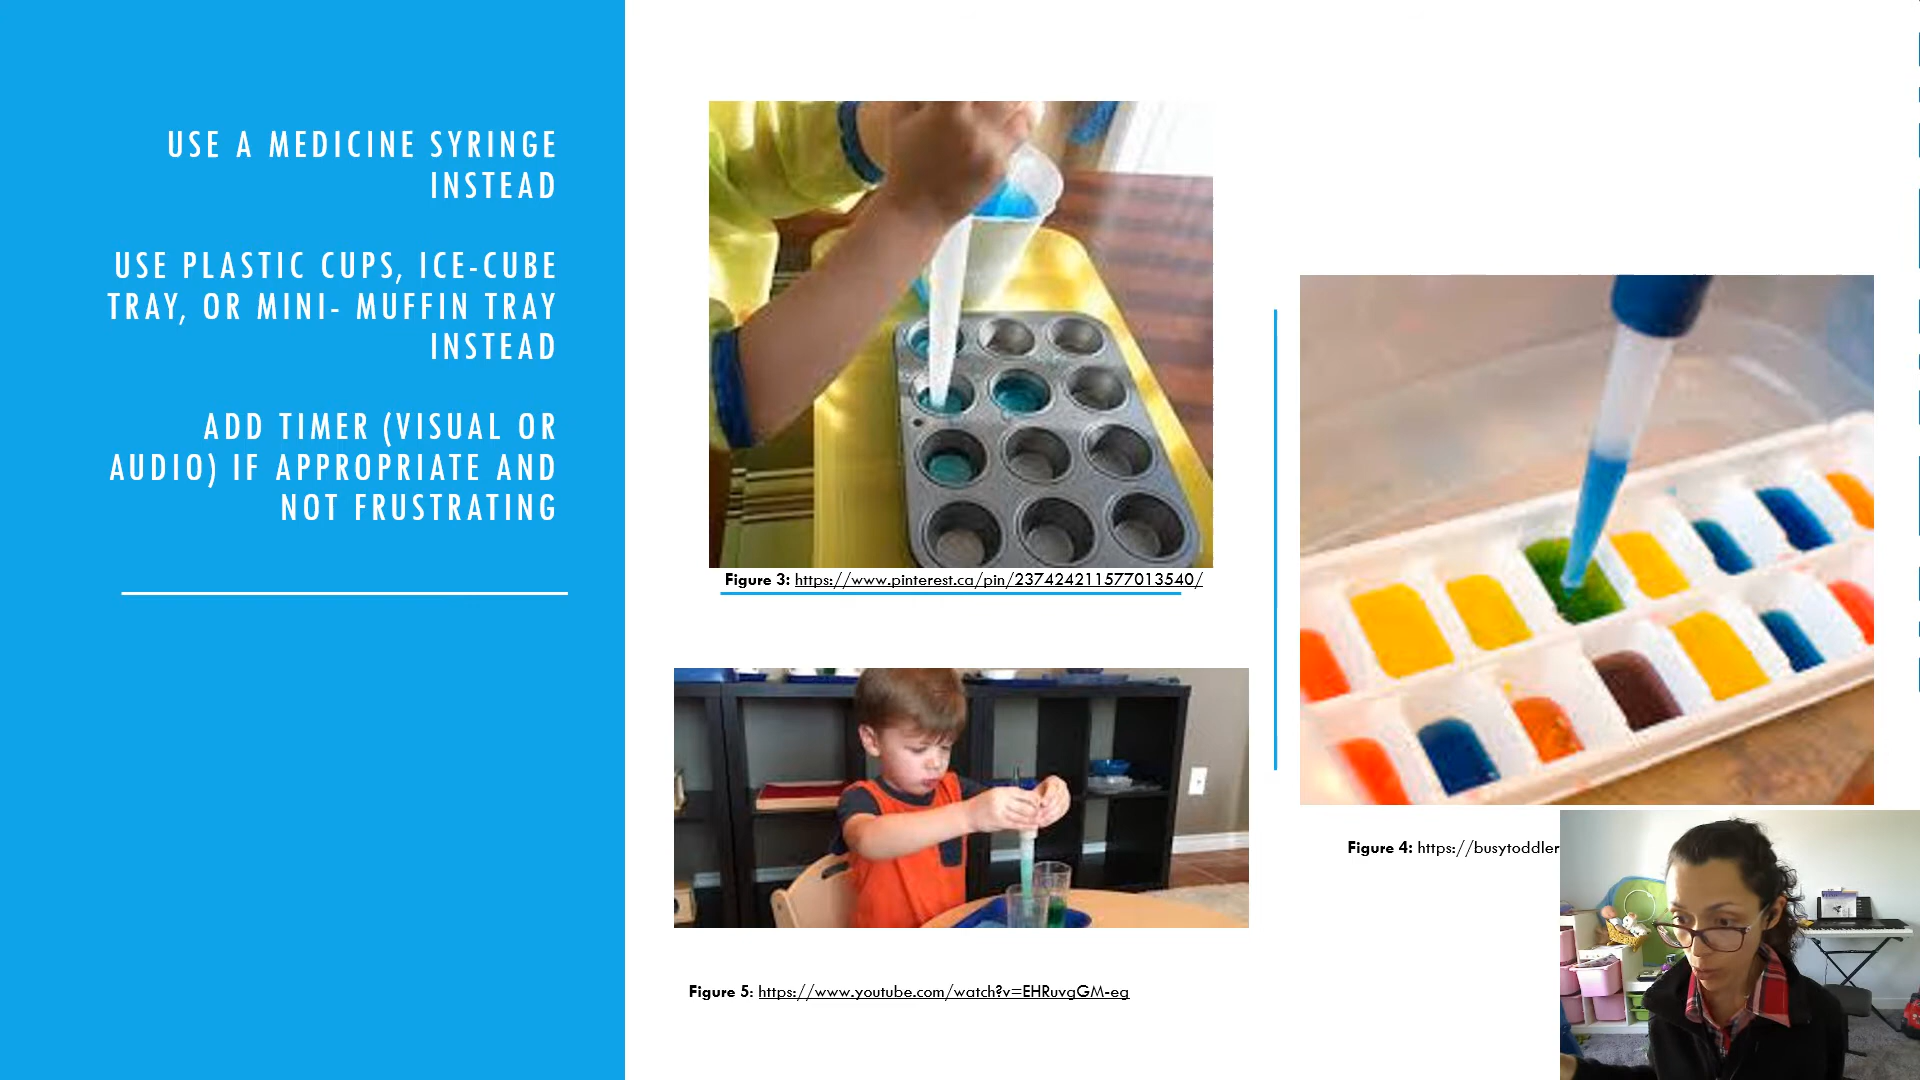 USE A MEDICINE SYRINGE
INSTEAD
USE PLASTIC CUPS, ICE-CUBE
TRAY, OR MINI- MUFFIN TRAY
INSTEAD
ADD TIMER (VISUAL OR
AUDIO) IF APPROPRIATE AND
NOT FRUSTRATING
Figure 3: https://www.pinterest.ca/pin/237424211577013540/
Figure 4: https://busytoddler
Figure 5: https://www.youtube.com/watch?v=EHRuvgGM-eg